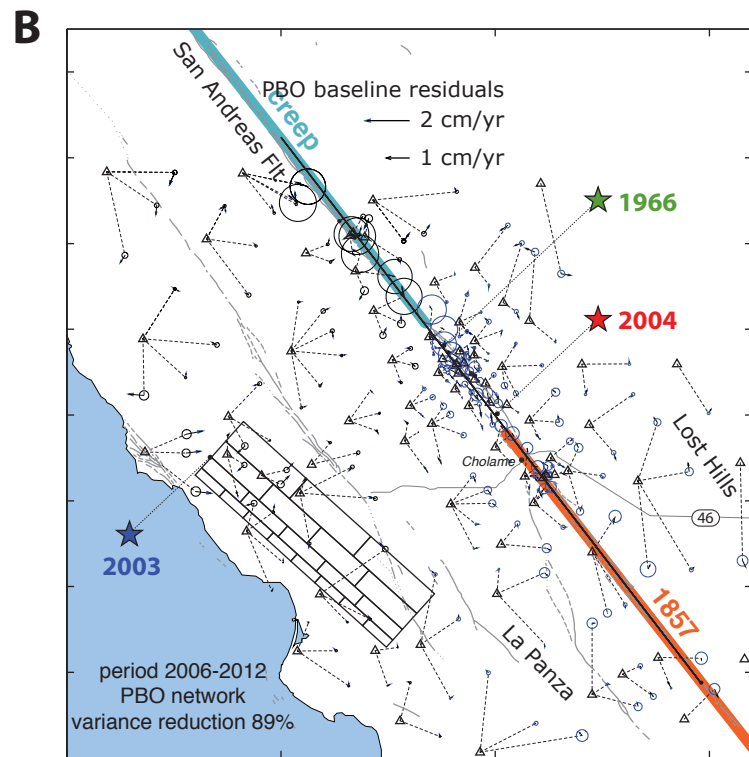 B
San Andreas Flt
creep
PBO baseline residuals
2 cm/yr
1 cm/yr
1966
2004
Cholame
Lost Hills
46
2003
1857
La Panza
period 2006-2012
PBO network
variance reduction 89%